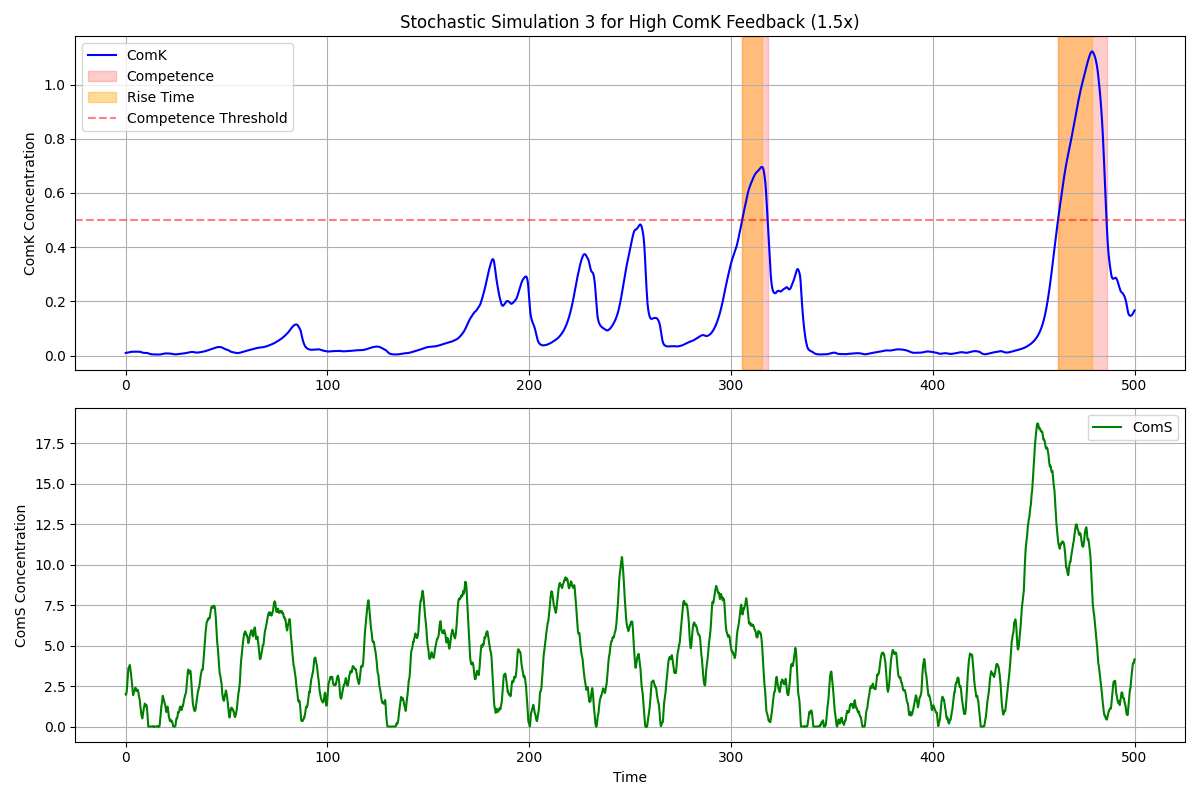 Stochastic Simulation 3 for High ComK Feedback (1.5x)
ComK
Competence
Rise Time
Competence Threshold
ComK Concentration
1.0
0.8
0.6
0.4
0.2
0.0
0 100 200 300 400 500
ComS
ComS Concentration
17.5
15.0
12.5
10.0
7.5
5.0
2.5
0.0
0 100 200 300 400 500
Time